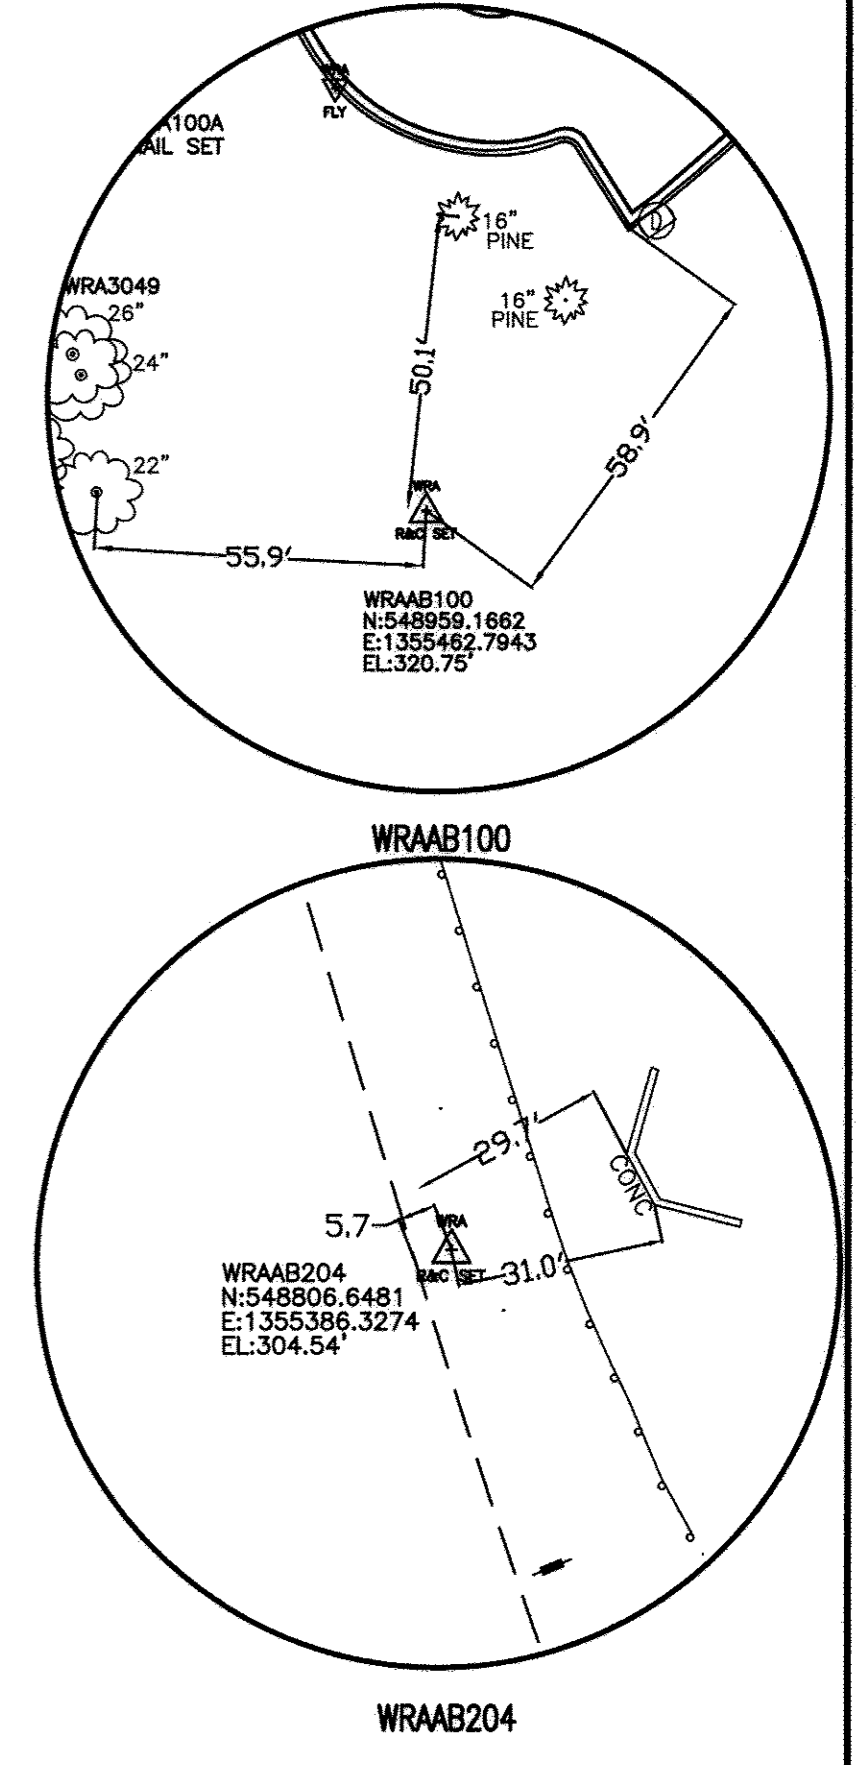 WRA
FLY
A100A
AIL SET
16"
PINE
WRA3049
26"
16"
PINE
24"
50.1'
58.9'
22"
WRA
R&C SET
55.9'
WRAAB100
N:548959.1662
E:1355462.7943
EL:320.75'
D
WRAAB100
29.7'
CONC
5.7
WRA
R&C SET
31.0'
WRAAB204
N:548806.6481
E:1355386.3274
EL:304.54'
WRAAB204